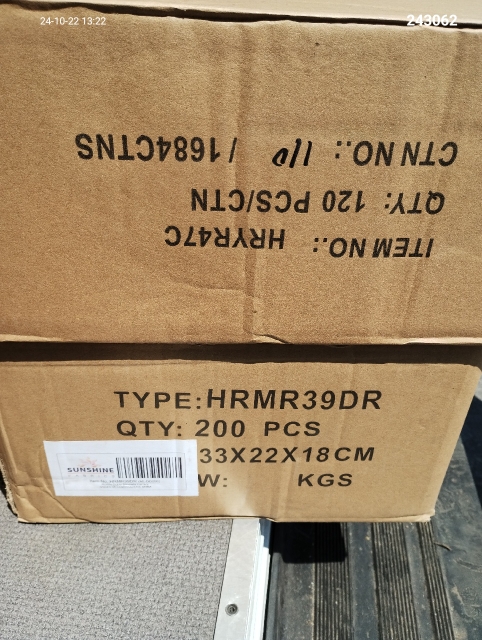 24-10-22 13:22
243062
CTN NO.: 110 / 1684CTNS
QTY: 120 PCS/CTN
ITEM NO.: HRYR47C
TYPE:HRMR39DR
QTY: 200 PCS
33X22X18CM
W: KGS
SUNSHINE